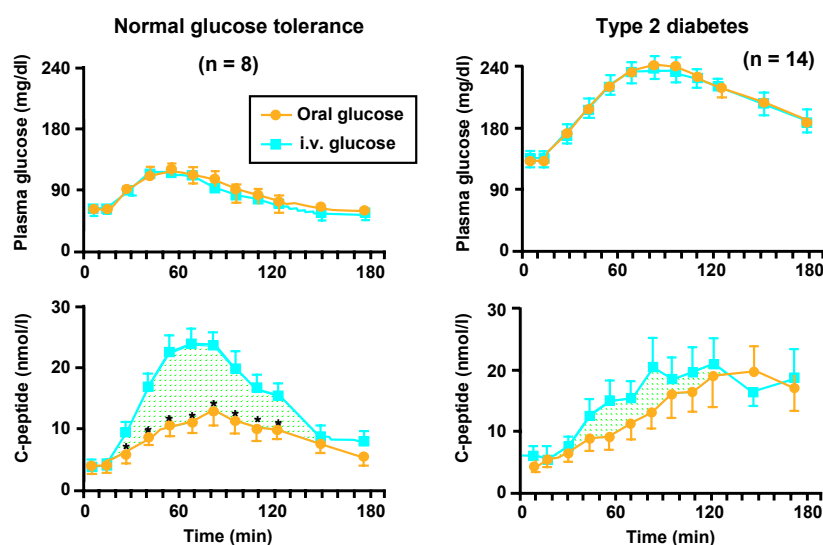 Normal glucose tolerance
Type 2 diabetes
(n = 8)
(n = 14)
Plasma glucose (mg/dl)
240
180
90
0
Oral glucose
i.v. glucose
0 60 120 180
Plasma glucose (mg/dl)
240
180
90
0
0 60 120 180
C-peptide (nmol/l)
30
20
10
0
* * * * * * * *
0 60 120 180
Time (min)
C-peptide (nmol/l)
30
20
10
0
0 60 120 180
Time (min)